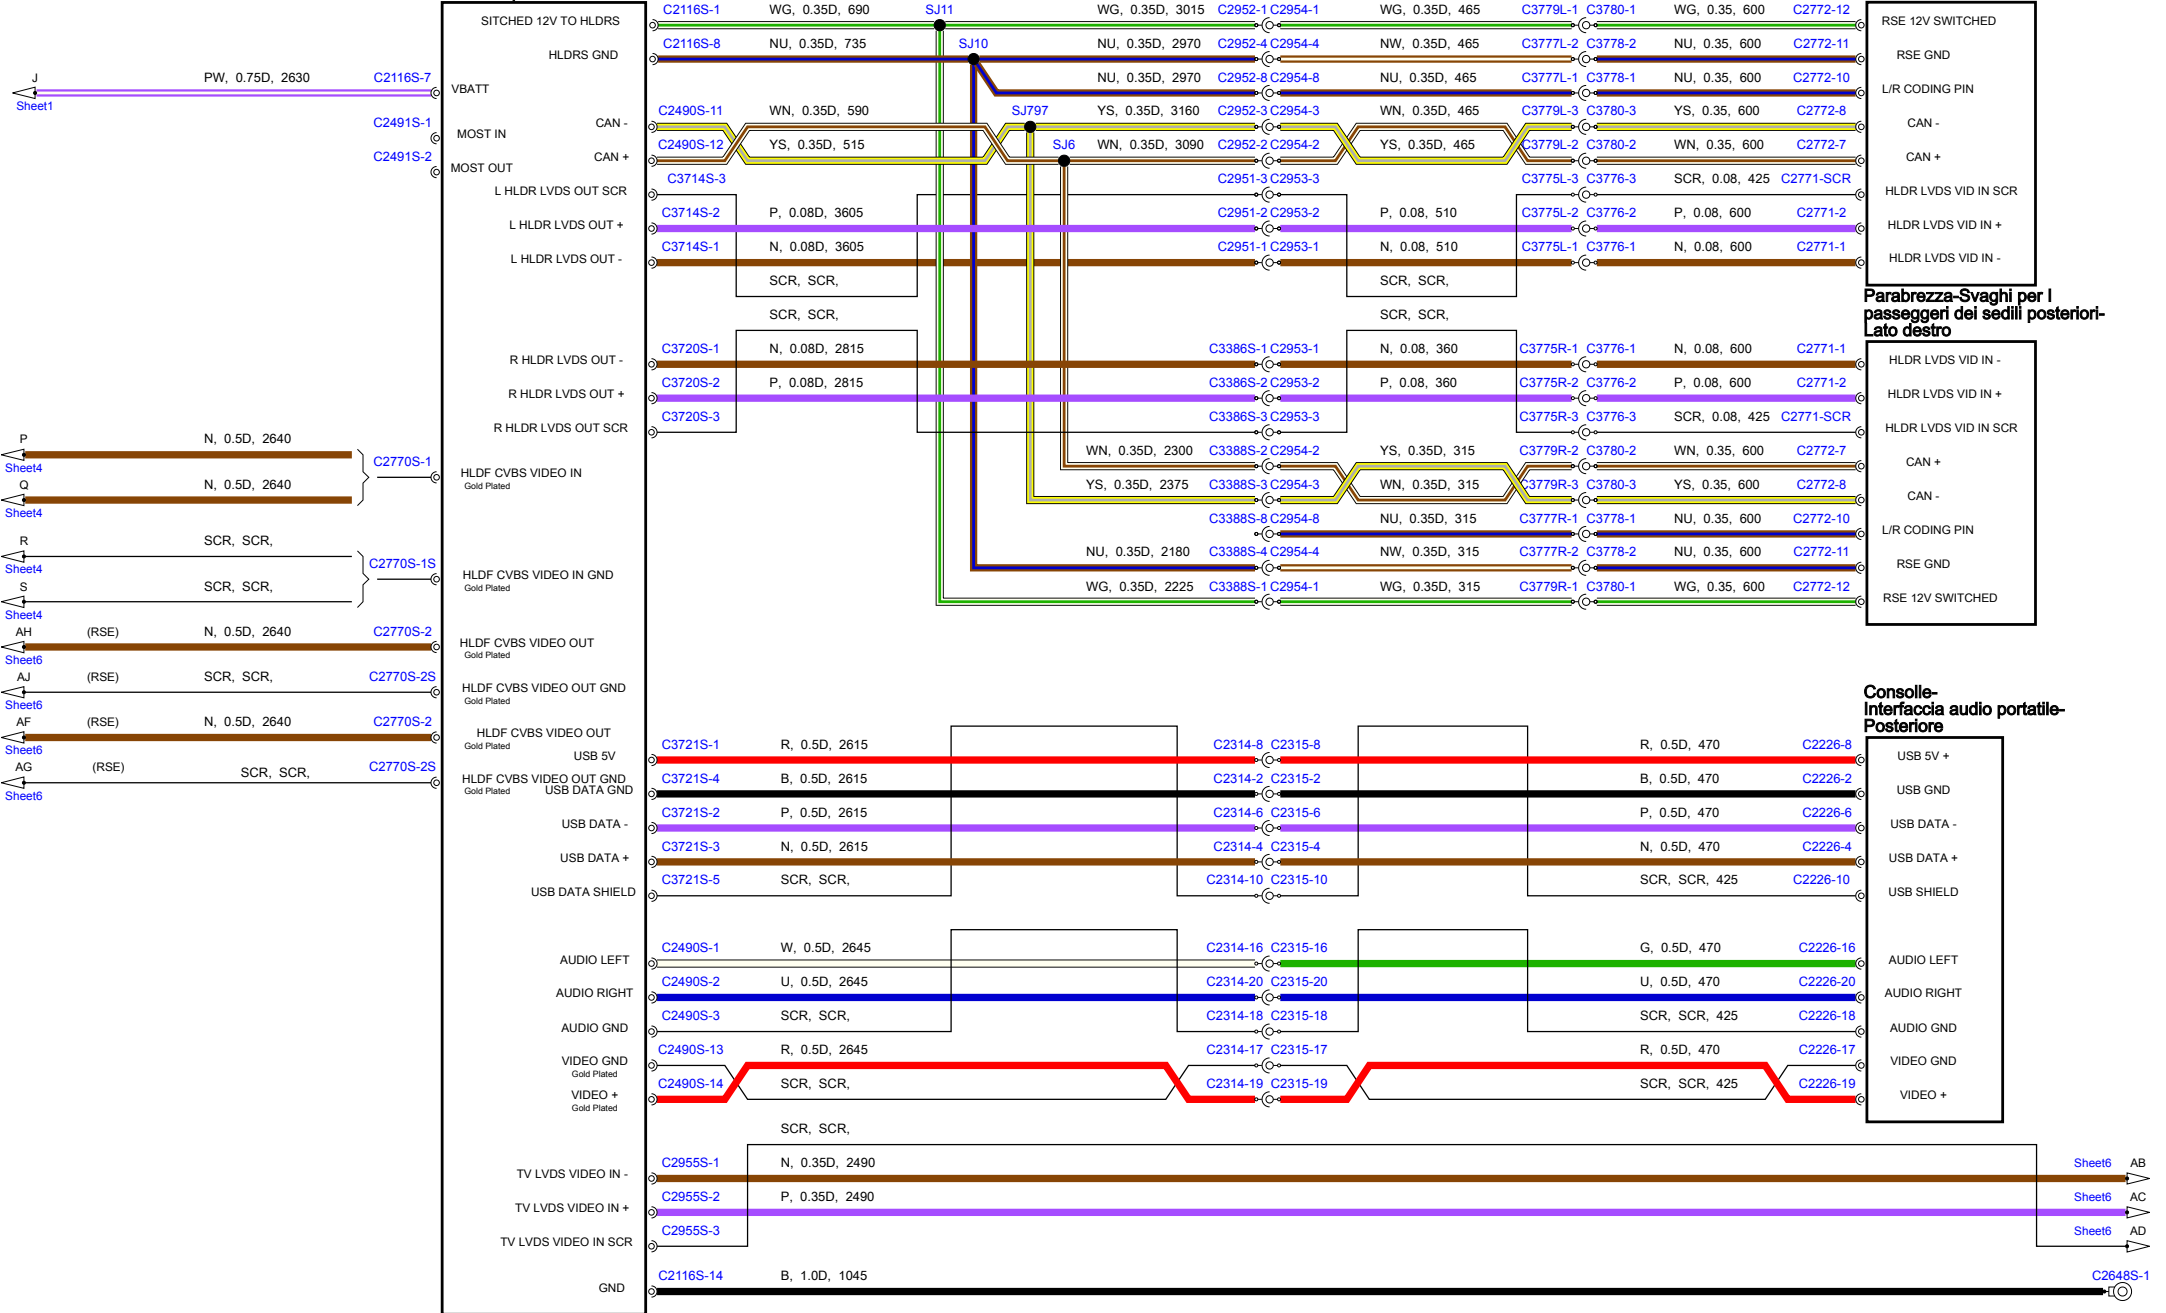 SITCHED 12V TO HLDRS C2116S-1 WG, 0.35D, 690 SJ11 WG, 0.35D, 3015 C2952-1 C2954-1 WG, 0.35D, 465 C3779L-1 C3780-1 WG, 0.35, 600 C2772-12 RSE 12V SWITCHED
HLDRS GND C2116S-8 NU, 0.35D, 735 SJ10 NU, 0.35D, 2970 C2952-4 C2954-4 NW, 0.35D, 465 C3777L-2 C3778-2 NU, 0.35, 600 C2772-11 RSE GND
J PW, 0.75D, 2630 C2116S-7 VBATT NU, 0.35D, 2970 C2952-8 C2954-8 NU, 0.35D, 465 C3777L-1 C3778-1 NU, 0.35, 600 C2772-10 L/R CODING PIN
Sheet1
C2491S-1 MOST IN CAN - C2490S-11 WN, 0.35D, 590 SJ797 YS, 0.35D, 3160 C2952-3 C2954-3 WN, 0.35D, 465 C3779L-3 C3780-3 YS, 0.35, 600 C2772-8 CAN -
C2491S-2 MOST OUT CAN + C2490S-12 YS, 0.35D, 515 SJ6 WN, 0.35D, 3090 C2952-2 C2954-2 YS, 0.35D, 465 C3779L-2 C3780-2 WN, 0.35, 600 C2772-7 CAN +
L HLDR LVDS OUT SCR C3714S-3 C2951-3 C2953-3 C3775L-3 C3776-3 SCR, 0.08, 425 C2771-SCR HLDR LVDS VID IN SCR
L HLDR LVDS OUT + C3714S-2 P, 0.08D, 3605 C2951-2 C2953-2 P, 0.08, 510 C3775L-2 C3776-2 P, 0.08, 600 C2771-2 HLDR LVDS VID IN +
L HLDR LVDS OUT - C3714S-1 N, 0.08D, 3605 C2951-1 C2953-1 N, 0.08, 510 C3775L-1 C3776-1 N, 0.08, 600 C2771-1 HLDR LVDS VID IN -
SCR, SCR, SCR, SCR,
Parabrezza-Svaghi per I
passeggeri dei sedili posteriori-
Lato destro
SCR, SCR, SCR, SCR,
R HLDR LVDS OUT - C3720S-1 N, 0.08D, 2815 C3386S-1 C2953-1 N, 0.08, 360 C3775R-1 C3776-1 N, 0.08, 600 C2771-1 HLDR LVDS VID IN -
R HLDR LVDS OUT + C3720S-2 P, 0.08D, 2815 C3386S-2 C2953-2 P, 0.08, 360 C3775R-2 C3776-2 P, 0.08, 600 C2771-2 HLDR LVDS VID IN +
R HLDR LVDS OUT SCR C3720S-3 C3386S-3 C2953-3 C3775R-3 C3776-3 SCR, 0.08, 425 C2771-SCR HLDR LVDS VID IN SCR
P N, 0.5D, 2640 WN, 0.35D, 2300 C3388S-2 C2954-2 YS, 0.35D, 315 C3779R-2 C3780-2 WN, 0.35, 600 C2772-7 CAN +
Sheet4 C2770S-1 HLDF CVBS VIDEO IN
Gold Plated
Q N, 0.5D, 2640 YS, 0.35D, 2375 C3388S-3 C2954-3 WN, 0.35D, 315 C3779R-3 C3780-3 YS, 0.35, 600 C2772-8 CAN -
Sheet4
C3388S-8 C2954-8 NU, 0.35D, 315 C3777R-1 C3778-1 NU, 0.35, 600 C2772-10 L/R CODING PIN
R SCR, SCR, NU, 0.35D, 2180 C3388S-4 C2954-4 NW, 0.35D, 315 C3777R-2 C3778-2 NU, 0.35, 600 C2772-11 RSE GND
Sheet4 C2770S-1S HLDF CVBS VIDEO IN GND
Gold Plated
S SCR, SCR, WG, 0.35D, 2225 C3388S-1 C2954-1 WG, 0.35D, 315 C3779R-1 C3780-1 WG, 0.35, 600 C2772-12 RSE 12V SWITCHED
Sheet4
AH (RSE) N, 0.5D, 2640 C2770S-2 HLDF CVBS VIDEO OUT
Sheet6 Gold Plated
AJ (RSE) SCR, SCR, C2770S-2S HLDF CVBS VIDEO OUT GND
Sheet6 Gold Plated
Consolle-
Interfaccia audio portatile-
Posteriore
AF (RSE) N, 0.5D, 2640 C2770S-2 HLDF CVBS VIDEO OUT
Sheet6 Gold Plated
USB 5V C3721S-1 R, 0.5D, 2615 C2314-8 C2315-8 R, 0.5D, 470 C2226-8 USB 5V +
AG (RSE) SCR, SCR, C2770S-2S HLDF CVBS VIDEO OUT GND
Sheet6 Gold Plated
USB DATA GND C3721S-4 B, 0.5D, 2615 C2314-2 C2315-2 B, 0.5D, 470 C2226-2 USB GND
USB DATA - C3721S-2 P, 0.5D, 2615 C2314-6 C2315-6 P, 0.5D, 470 C2226-6 USB DATA -
USB DATA + C3721S-3 N, 0.5D, 2615 C2314-4 C2315-4 N, 0.5D, 470 C2226-4 USB DATA +
USB DATA SHIELD C3721S-5 SCR, SCR, C2314-10 C2315-10 SCR, SCR, 425 C2226-10 USB SHIELD
AUDIO LEFT C2490S-1 W, 0.5D, 2645 C2314-16 C2315-16 G, 0.5D, 470 C2226-16 AUDIO LEFT
AUDIO RIGHT C2490S-2 U, 0.5D, 2645 C2314-20 C2315-20 U, 0.5D, 470 C2226-20 AUDIO RIGHT
AUDIO GND C2490S-3 SCR, SCR, C2314-18 C2315-18 SCR, SCR, 425 C2226-18 AUDIO GND
VIDEO GND C2490S-13 R, 0.5D, 2645 C2314-17 C2315-17 R, 0.5D, 470 C2226-17 VIDEO GND
Gold Plated
VIDEO + C2490S-14 SCR, SCR, C2314-19 C2315-19 SCR, SCR, 425 C2226-19 VIDEO +
Gold Plated
SCR, SCR,
TV LVDS VIDEO IN - C2955S-1 N, 0.35D, 2490 Sheet6 AB
TV LVDS VIDEO IN + C2955S-2 P, 0.35D, 2490 Sheet6 AC
TV LVDS VIDEO IN SCR C2955S-3 Sheet6 AD
GND C2116S-14 B, 1.0D, 1045 C2648S-1